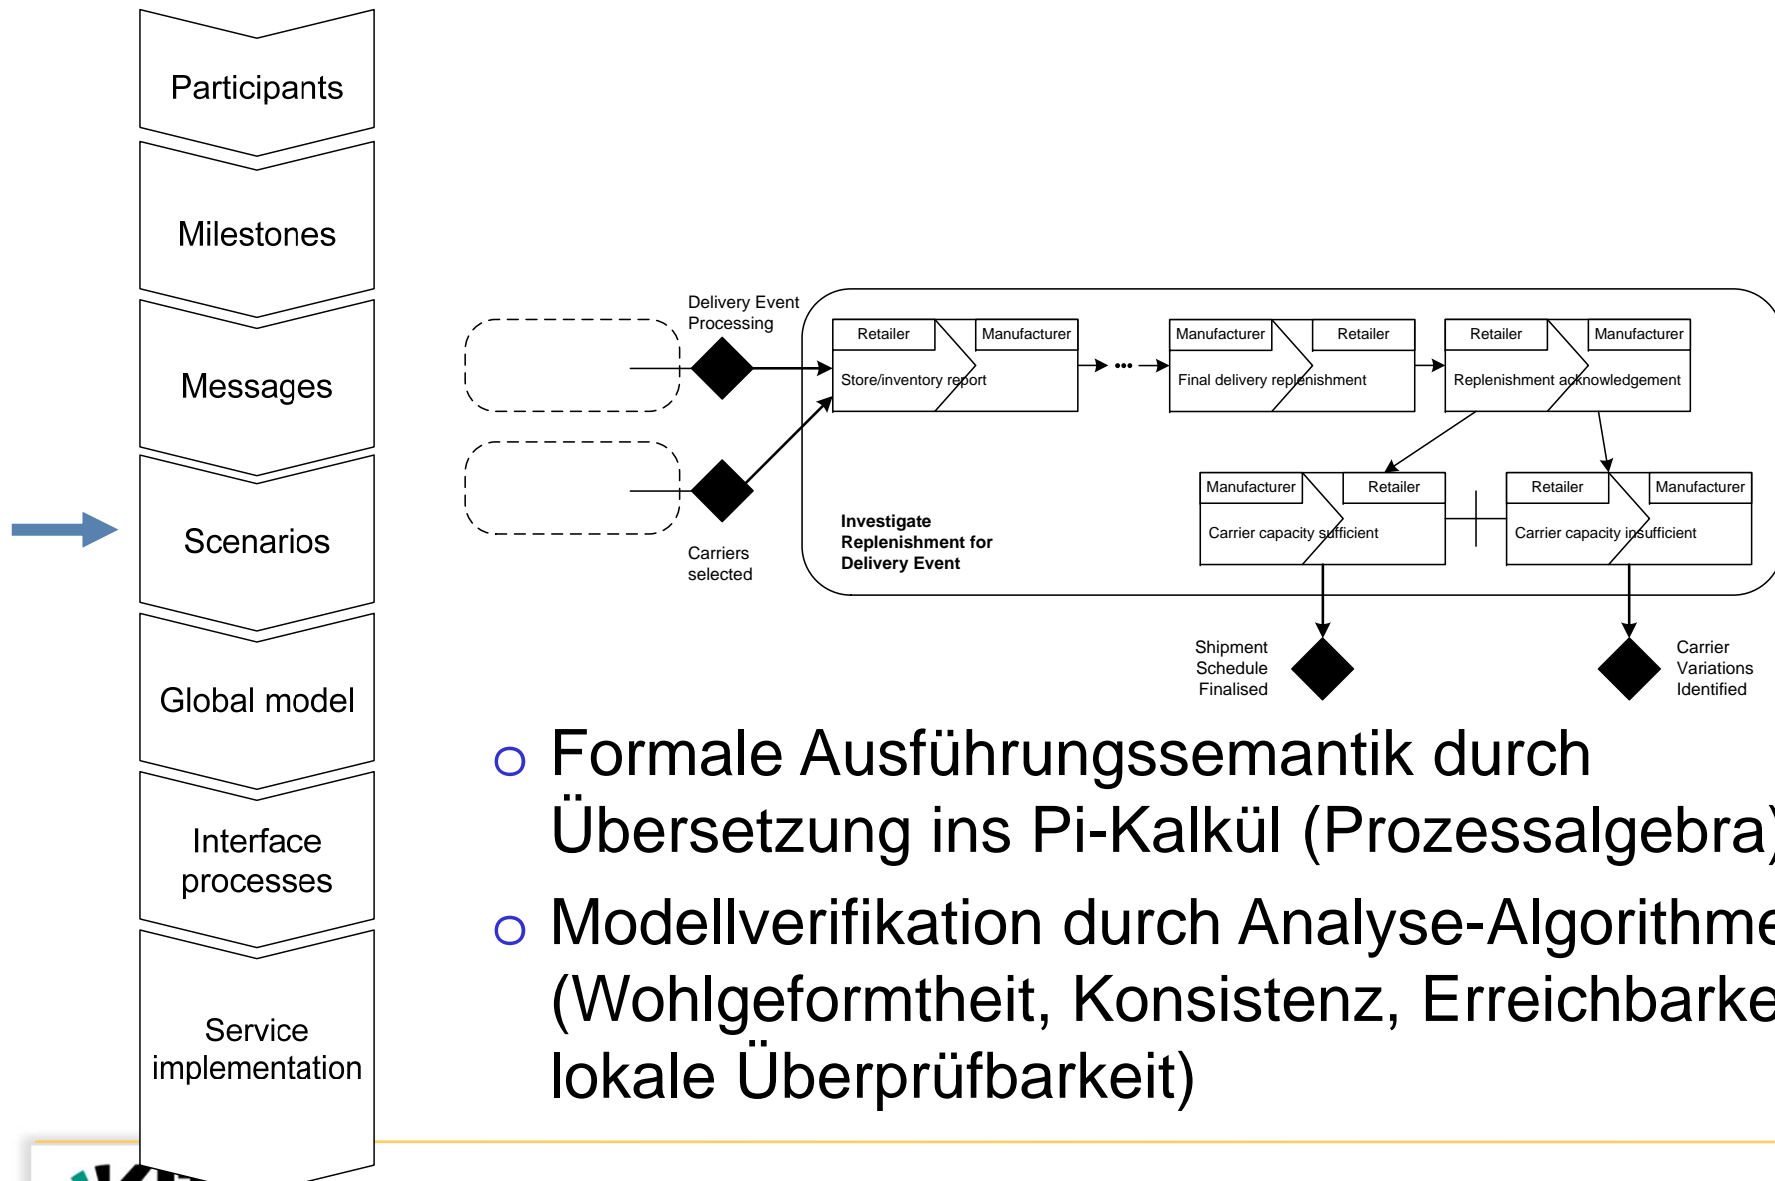 Participants
Milestones
Messages
Scenarios
Global model
Interface
processes
Service
implementation
Delivery Event
Processing
Carriers
selected
Retailer
Manufacturer
Store/inventory report
...
Manufacturer
Retailer
Final delivery replenishment
Retailer
Manufacturer
Replenishment acknowledgement
Manufacturer
Retailer
Carrier capacity sufficient
Retailer
Manufacturer
Carrier capacity insufficient
Investigate
Replenishment for
Delivery Event
Shipment
Schedule
Finalised
Carrier
Variations
Identified
Formale Ausführungssemantik durch
Übersetzung ins Pi-Kalkül (Prozessalgebra)
Modellverifikation durch Analyse-Algorithme
(Wohlgeformtheit, Konsistenz, Erreichbarke
lokale Überprüfbarkeit)